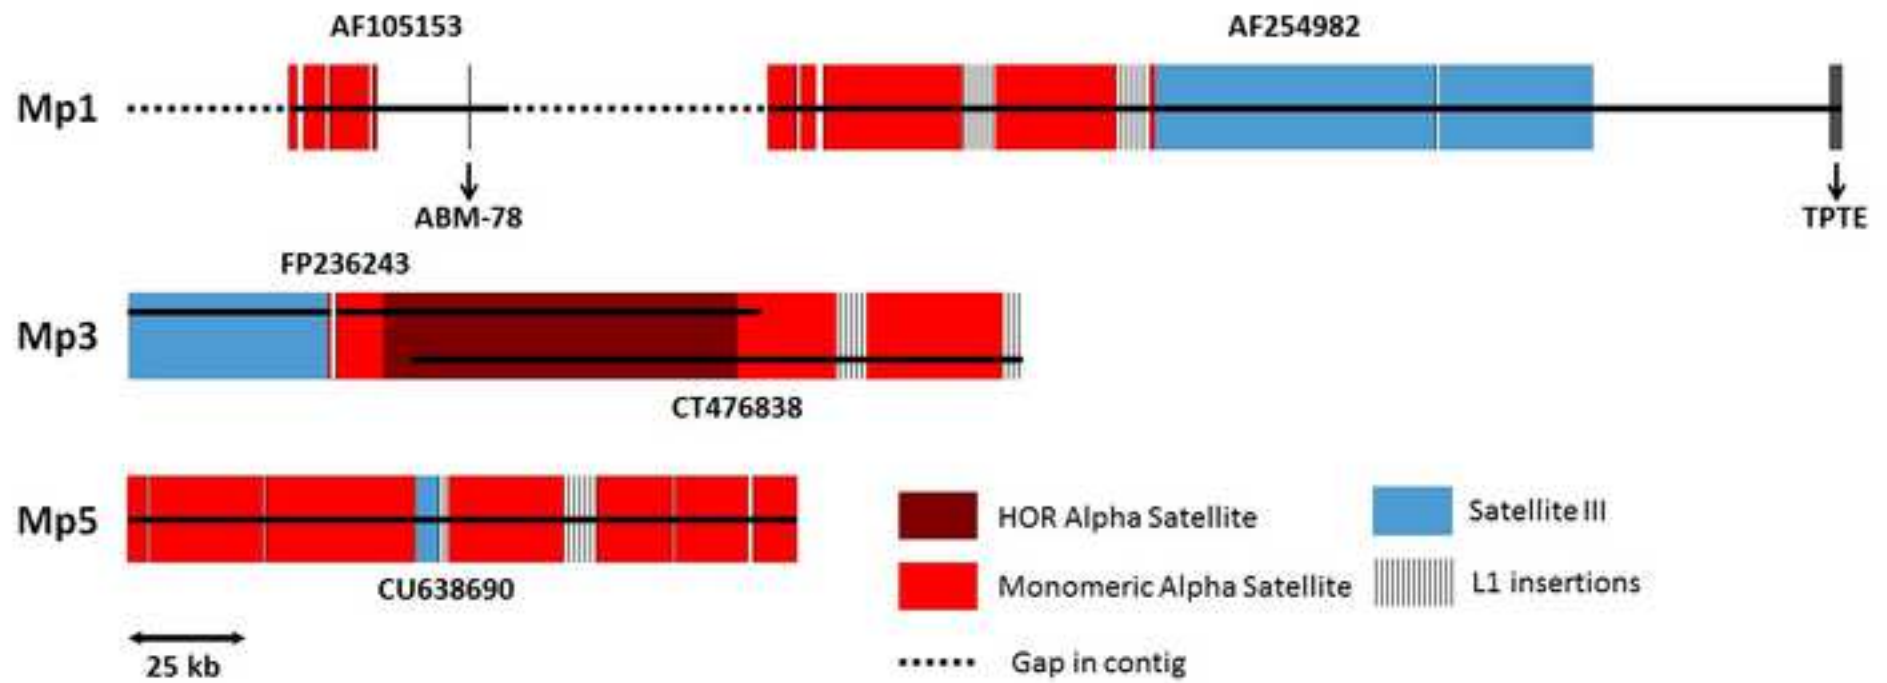 AF105153
AF254982
Mp1
ABM-78
TPTE
FP236243
Mp3
CT476838
Mp5
CU638690
25 kb
HOR Alpha Satellite
Satellite III
Monomeric Alpha Satellite
L1 insertions
Gap in contig